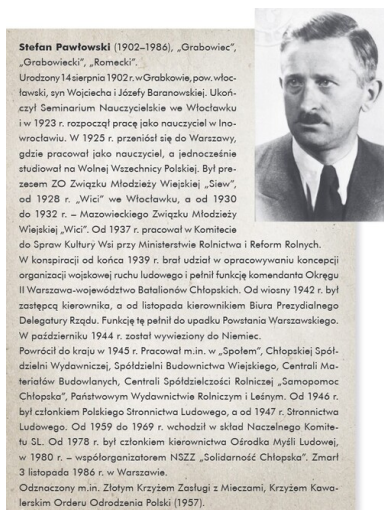 Stefan Pawłowski (1902–1986), „Grabowiec”,
„Grabowiecki”, „Romecki”.
Urodzony 14 sierpnia 1902 r. w Grabkowie, pow. włoc-
ławski, syn Wojciecha i Józefy Baranowskiej. Ukoń-
czył Seminarium Nauczycielskie we Włocławku
i w 1923 r. rozpoczął pracę jako nauczyciel w Ino-
wrocławiu. W 1925 r. przeniósł się do Warszawy,
gdzie pracował jako nauczyciel, a jednocześnie
studiował na Wolnej Wszechnicy Polskiej. Był pre-
zesem ZO Związku Młodzieży Wiejskiej „Siew”,
od 1928 r. „Wici” we Włocławku, a od 1930
do 1932 r. – Mazowieckiego Związku Młodzieży
Wiejskiej „Wici”. Od 1937 r. pracował w Komitecie
do Spraw Kultury Wsi przy Ministerstwie Rolnictwa i Reform Rolnych.
W konspiracji od końca 1939 r. brał udział w opracowywaniu koncepcji
organizacji wojskowej ruchu ludowego i pełnił funkcję komendanta Okręgu
II Warszawa-województwo Batalionów Chłopskich. Od wiosny 1942 r. był
zastępcą kierownika, a od listopada kierownikiem Biura Prezydialnego
Delegatury Rządu. Funkcję tę pełnił do upadku Powstania Warszawskiego.
W październiku 1944 r. został wywieziony do Niemiec.
Powrócił do kraju w 1945 r. Pracował m.in. w „Społem”, Chłopskiej Spół-
dzielni Wydawniczej, Spółdzielni Budownictwa Wiejskiego, Centrali Ma-
teriałów Budowlanych, Centrali Spółdzielczości Rolniczej „Samopomoc
Chłopska”, Państwowym Wydawnictwie Rolniczym i Leśnym. Od 1946 r.
był członkiem Polskiego Stronnictwa Ludowego, a od 1947 r. Stronnictwa
Ludowego. Od 1959 do 1969 r. wchodził w skład Naczelnego Komite-
tu SL. Od 1978 r. był członkiem kierownictwa Ośrodka Myśli Ludowej,
w 1980 r. – współorganizatorem NSZZ „Solidarność Chłopska”. Zmarł
3 listopada 1986 r. w Warszawie.
Odznaczony m.in. Złotym Krzyżem Zasługi z Mieczami, Krzyżem Kawa-
lerskim Orderu Odrodzenia Polski (1957).